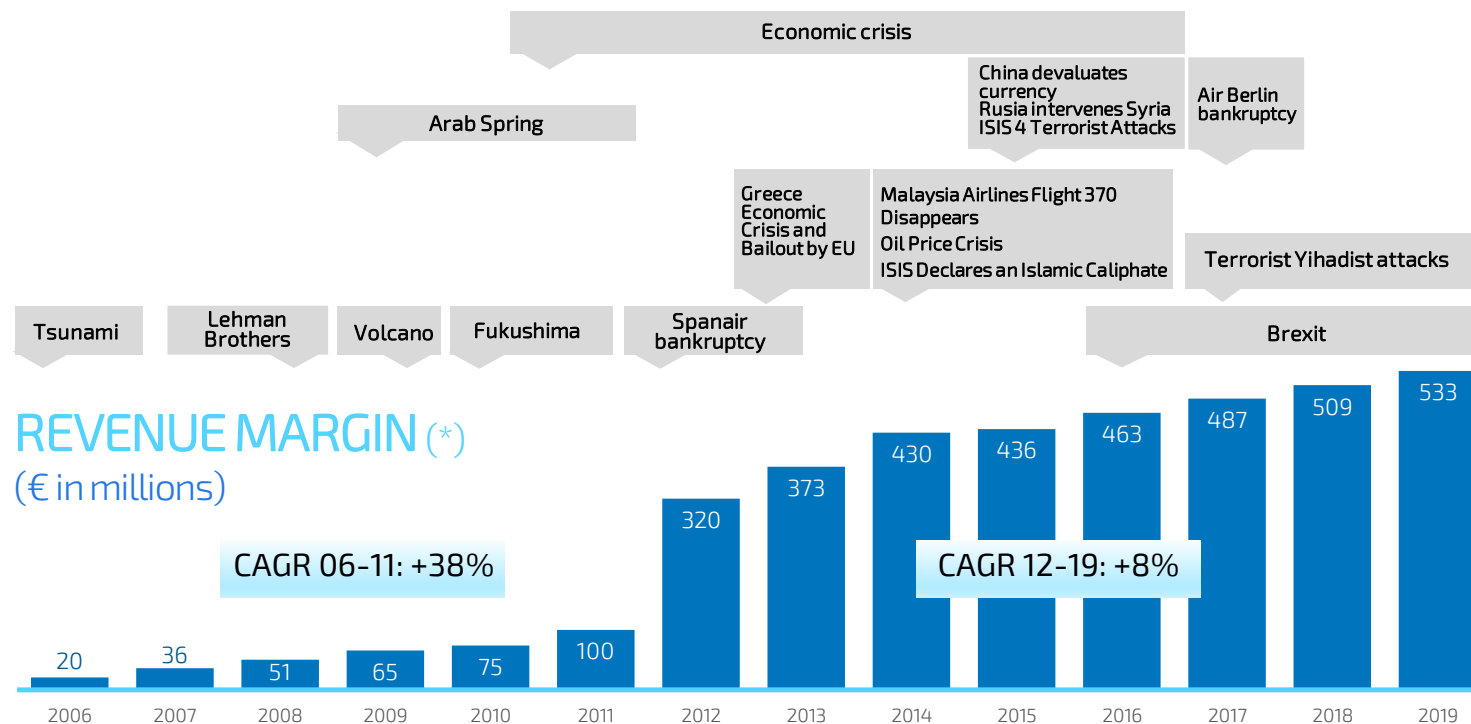 Economic crisis
China devaluates
currency
Rusia intervenes Syria
ISIS 4 Terrorist Attacks
Air Berlin
bankruptcy
Arab Spring
Greece
Economic
Crisis and
Bailout by EU
Malaysia Airlines Flight 370
Disappears
Oil Price Crisis
ISIS Declares an Islamic Caliphate
Terrorist Yihadist attacks
Tsunami
Lehman
Brothers
Volcano
Fukushima
Spanair
bankruptcy
Brexit
REVENUE MARGIN (*)
(€ in millions)
CAGR 06-11: +38%
CAGR 12-19: +8%
20
36
51
65
75
100
320
373
430
436
463
487
509
533
2006
2007
2008
2009
2010
2011
2012
2013
2014
2015
2016
2017
2018
2019